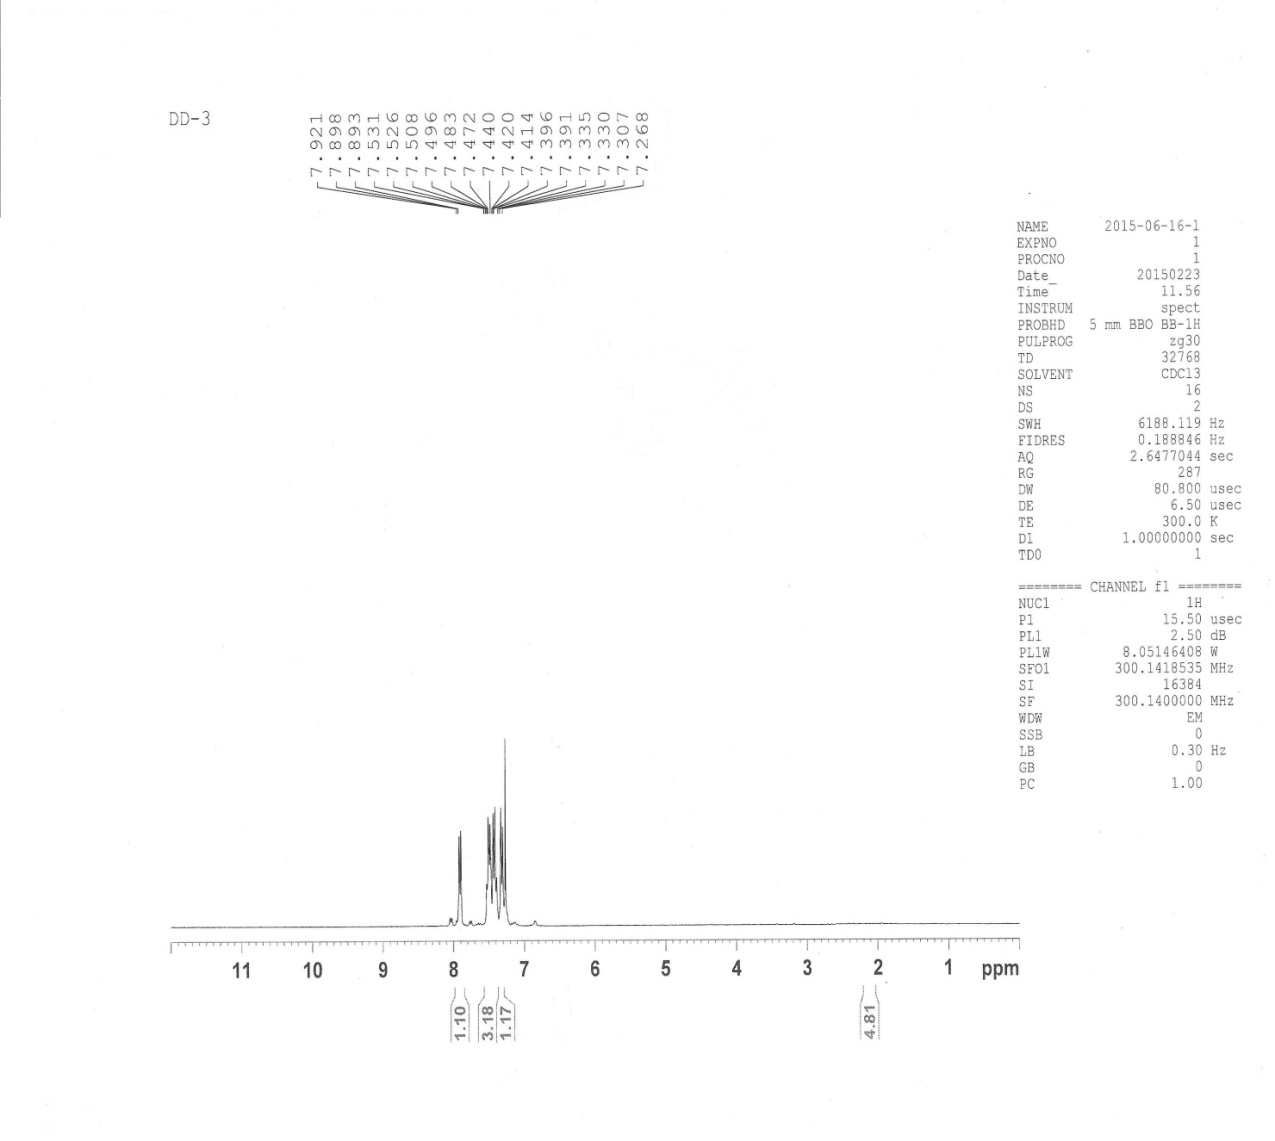 DD-3
7.921
7.898
7.893
7.531
7.526
7.508
7.496
7.483
7.472
7.440
7.420
7.414
7.396
7.391
7.335
7.330
7.307
7.268
NAME 2015-06-16-1
EXPNO 1
PROCNO 1
Date_ 20150223
Time 11.56
INSTRUM spect
PROBHD 5 mm BBO BB-1H
PULPROG zg30
TD 32768
SOLVENT CDCl3
NS 16
DS 2
SWH 6188.119 Hz
FIDRES 0.188846 Hz
AQ 2.6477044 sec
RG 287
DW 80.800 usec
DE 6.50 usec
TE 300.0 K
D1 1.00000000 sec
TD0 1
======== CHANNEL f1 ========
NUC1 1H
P1 15.50 usec
PL1 2.50 dB
PL1W 8.05146408 W
SFO1 300.1418535 MHz
SI 16384
SF 300.1400000 MHz
WDW EM
SSB 0
LB 0.30 Hz
GB 0
PC 1.00
11 10 9 8 7 6 5 4 3 2 1 ppm
1.10
3.18
1.17
4.81